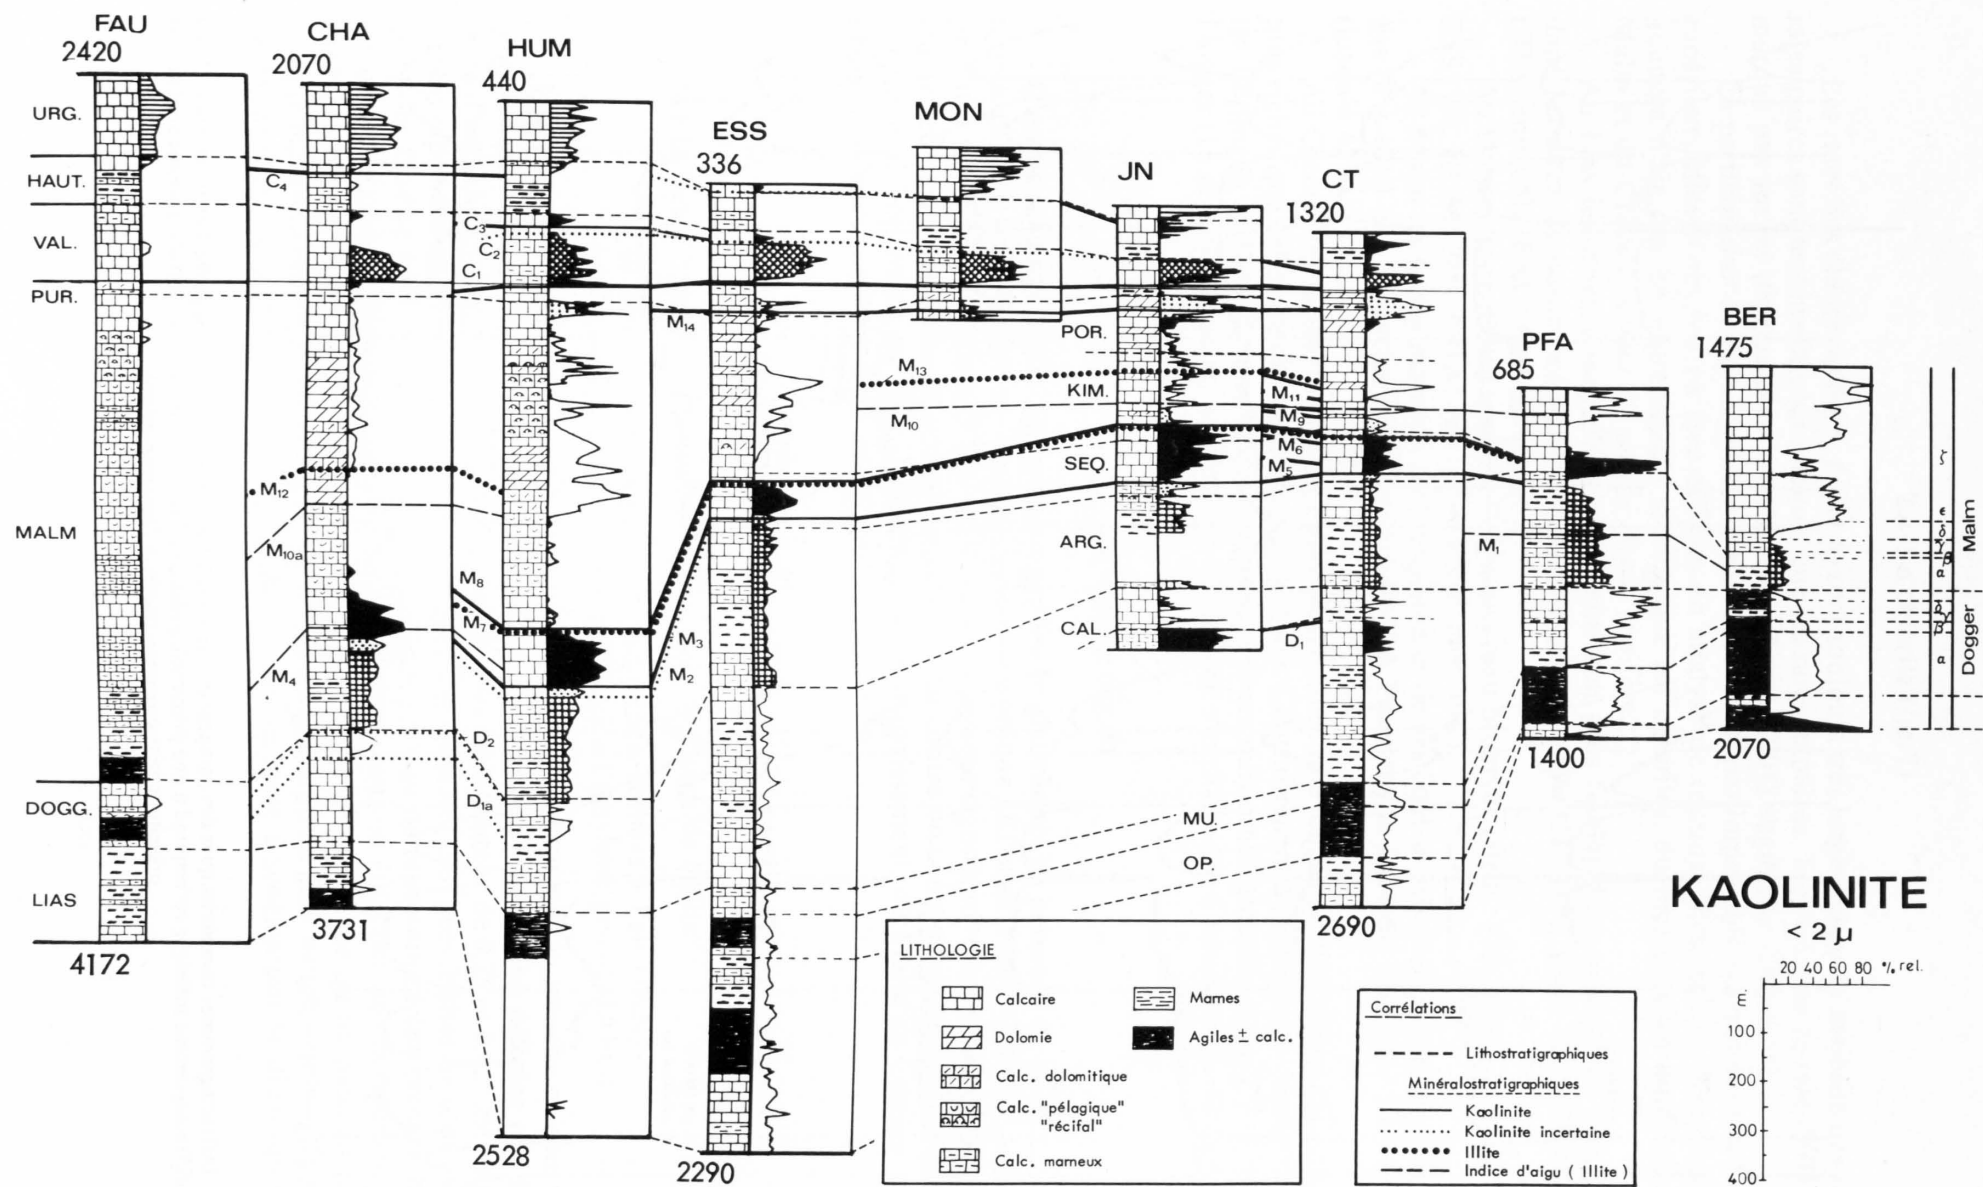 FAU
2420
CHA
2070
HUM
440
ESS
336
MON
JN
CT
1320
PFA
685
BER
1475
URG.
HAUT.
VAL.
PUR.
MALM
DOGG.
LIAS
C4
C3
C2
C1
M14
M13
M12
M11
M10
M10a
M9
M8
M7
M6
M5
M4
M3
M2
M1
D2
D1a
D1
POR.
KIM.
SEQ.
ARG.
CAL.
MU.
OP.
ζ
ε
δ
γ
β
α
Malm
δ
γ
β
α
Dogger
4172
3731
2528
2290
2690
1400
2070
LITHOLOGIE
Calcaire
Dolomie
Calc. dolomitique
Calc. "pélagique"
"récifal"
Calc. marneux
Marnes
Agiles ± calc.
Corrélations
Lithostratigraphiques
Minéralostratigraphiques
Kaolinite
Kaolinite incertaine
Illite
Indice d'aigu ( Illite )
KAOLINITE
< 2 µ
20 40 60 80 % rel.
m
100
200
300
400